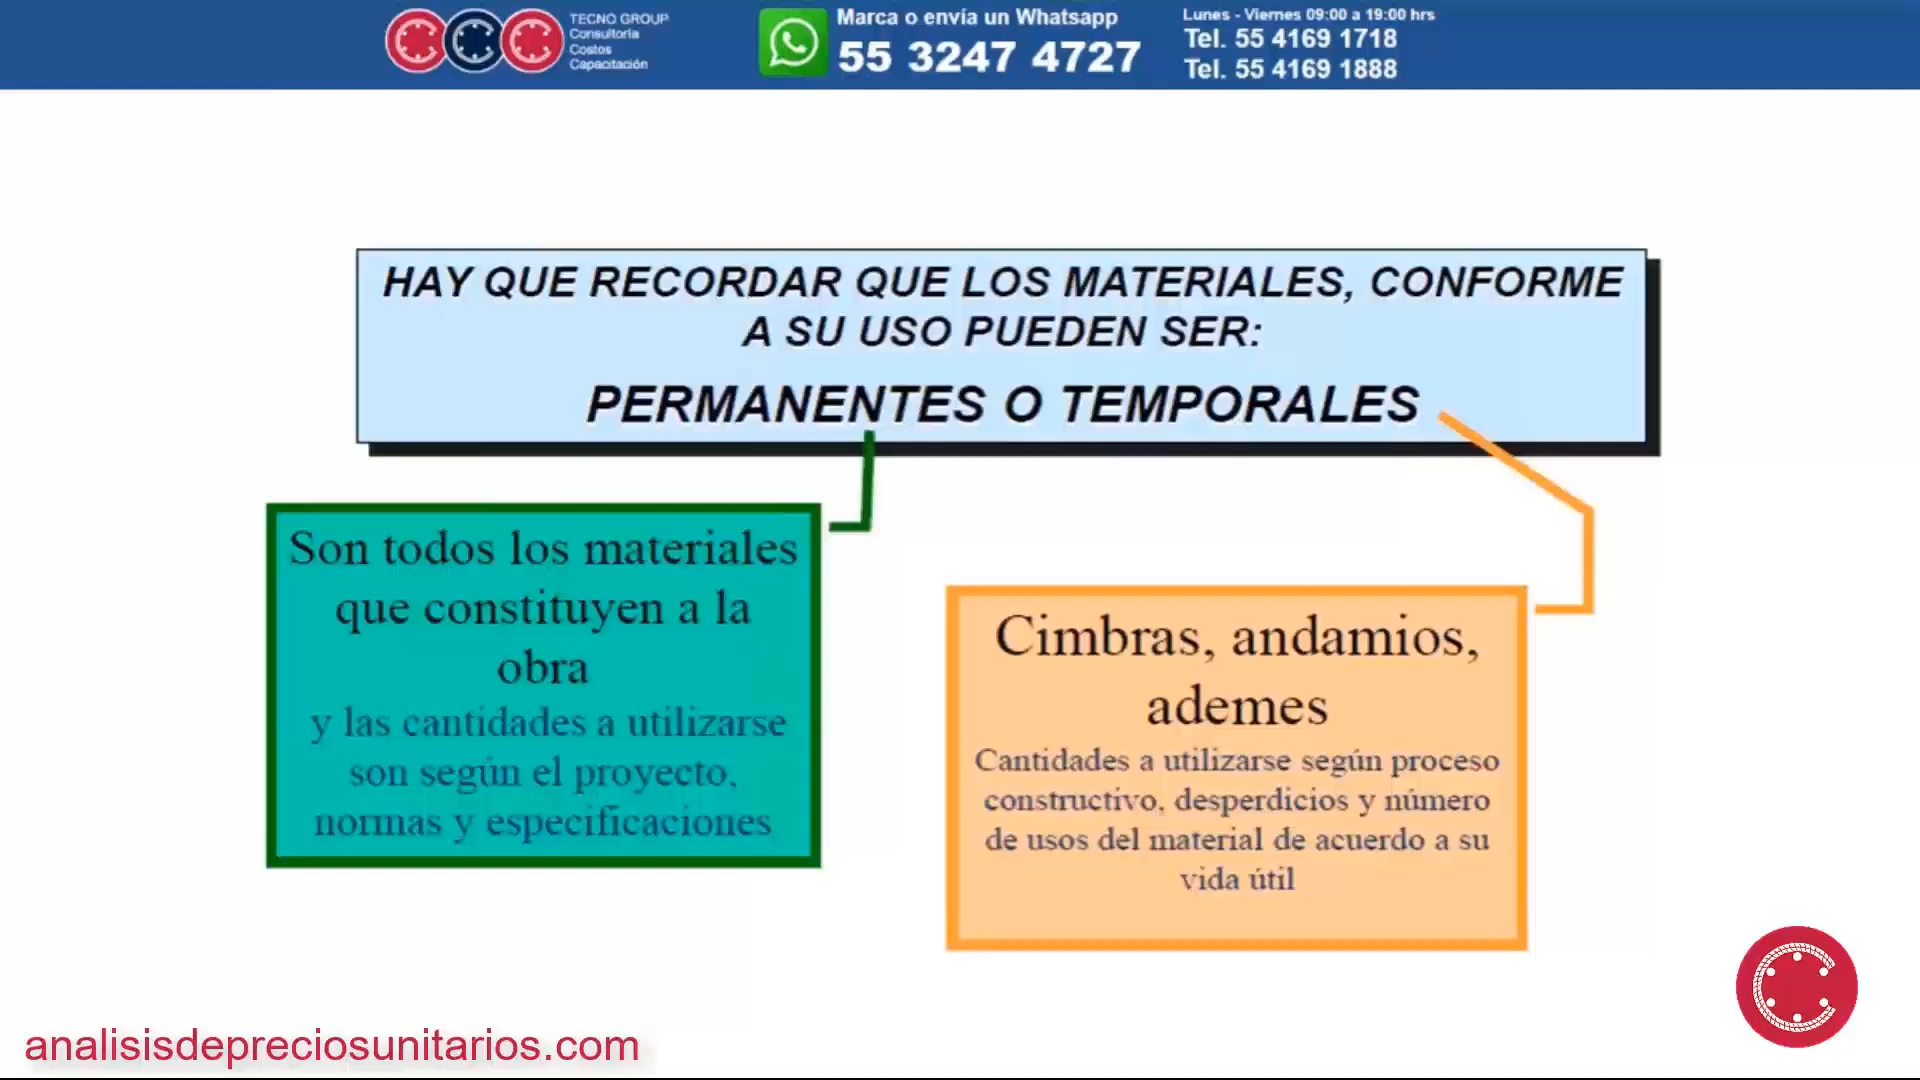 TECNO GROUP
Consultoría
Costos
Capacitación
Marca o envía un Whatsapp
55 3247 4727
Lunes - Viernes 09:00 a 19:00 hrs
Tel. 55 4169 1718
Tel. 55 4169 1888
HAY QUE RECORDAR QUE LOS MATERIALES, CONFORME
A SU USO PUEDEN SER:
PERMANENTES O TEMPORALES
Son todos los materiales
que constituyen a la
obra
y las cantidades a utilizarse
son según el proyecto,
normas y especificaciones
Cimbras, andamios,
ademes
Cantidades a utilizarse según proceso
constructivo, desperdicios y número
de usos del material de acuerdo a su
vida útil
analisisdepreciosunitarios.com